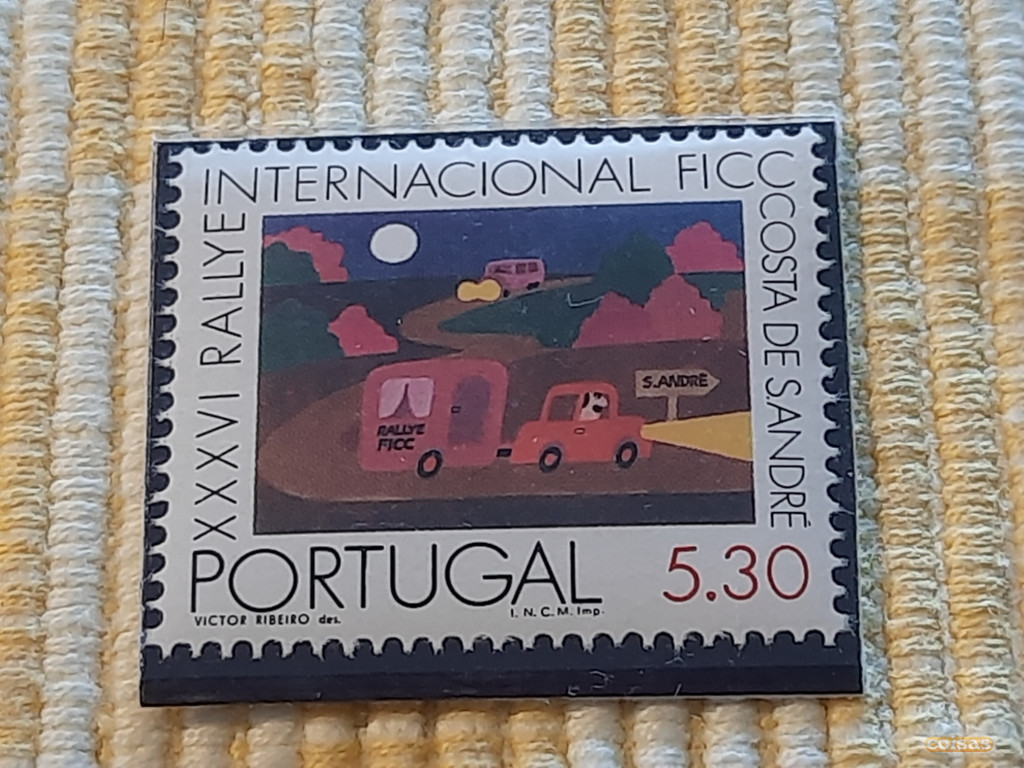 XXXVI RALLYE
INTERNACIONAL FICC
COSTA DE S.ANDRÉ
S.ANDRÉ
RALLYE
FICC
PORTUGAL 5.30
VICTOR RIBEIRO des. I. N. C. M. Imp.
coisas